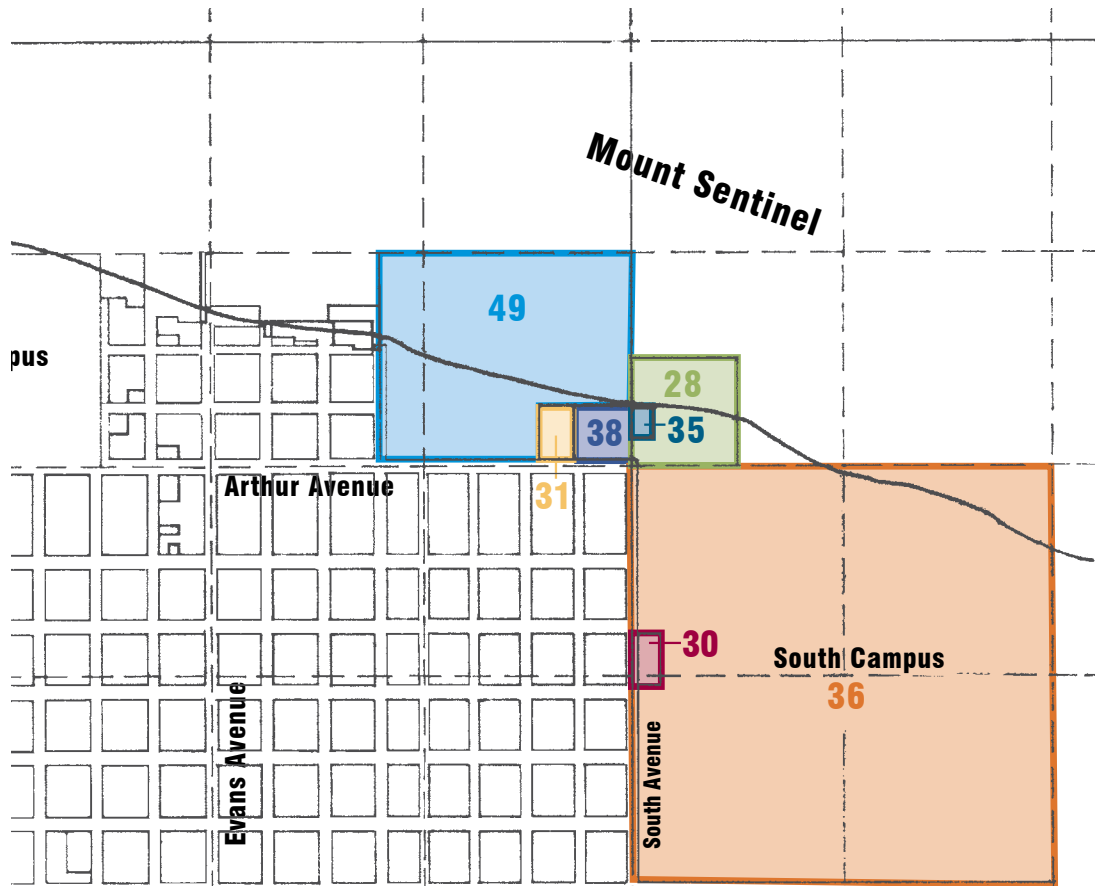 Mount Sentinel
49
pus
28
38
35
Arthur Avenue
31
30
South Campus
36
Evans Avenue
South Avenue